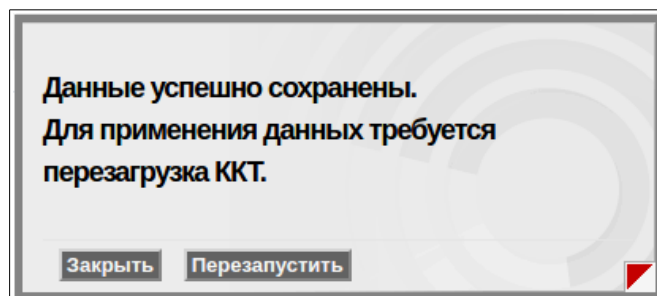 Данные успешно сохранены.
Для применения данных требуется
перезагрузка ККТ.
Закрыть Перезапустить